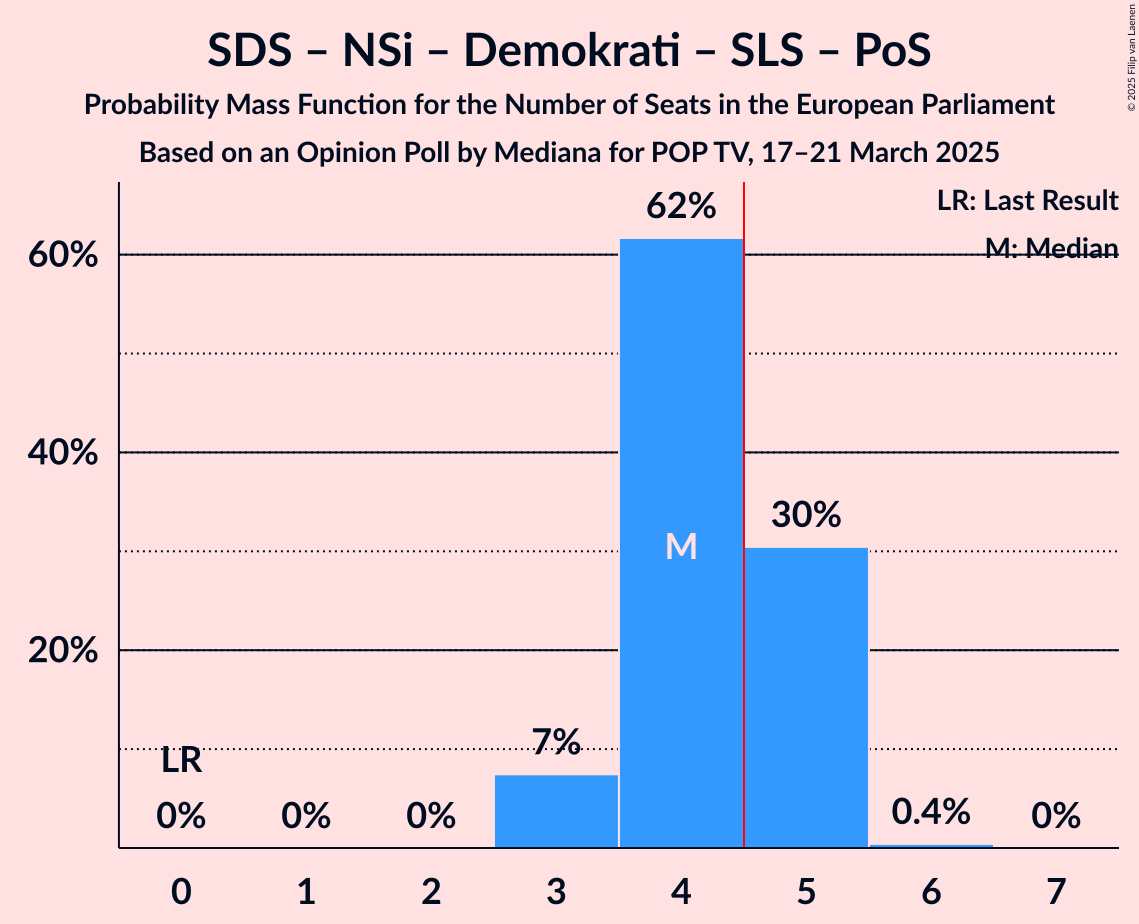 SDS – NSi – Demokrati – SLS – PoS
Probability Mass Function for the Number of Seats in the European Parliament
Based on an Opinion Poll by Mediana for POP TV, 17–21 March 2025
© 2025 Filip van Laenen
LR: Last Result
M: Median
60%
40%
20%
62%
30%
M
7%
LR
0%
0%
0%
0.4%
0%
0 1 2 3 4 5 6 7